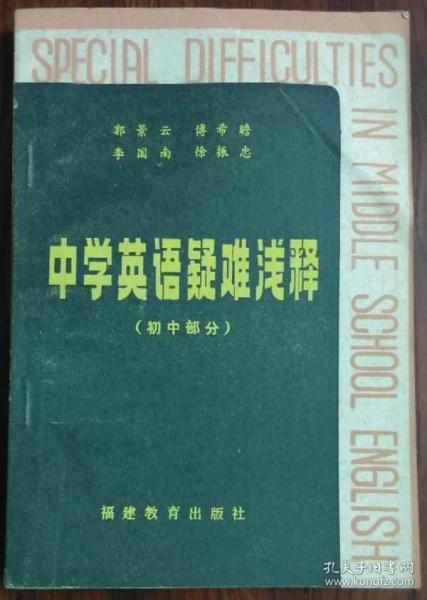 SPECIAL DIFFICULTIES
IN MIDDLE SCHOOL ENGLISH
郭景云 傅希瞻
李国南 徐振忠
中学英语疑难浅释
（初中部分）
福建教育出版社
孔夫子旧书网
www.kongfz.com